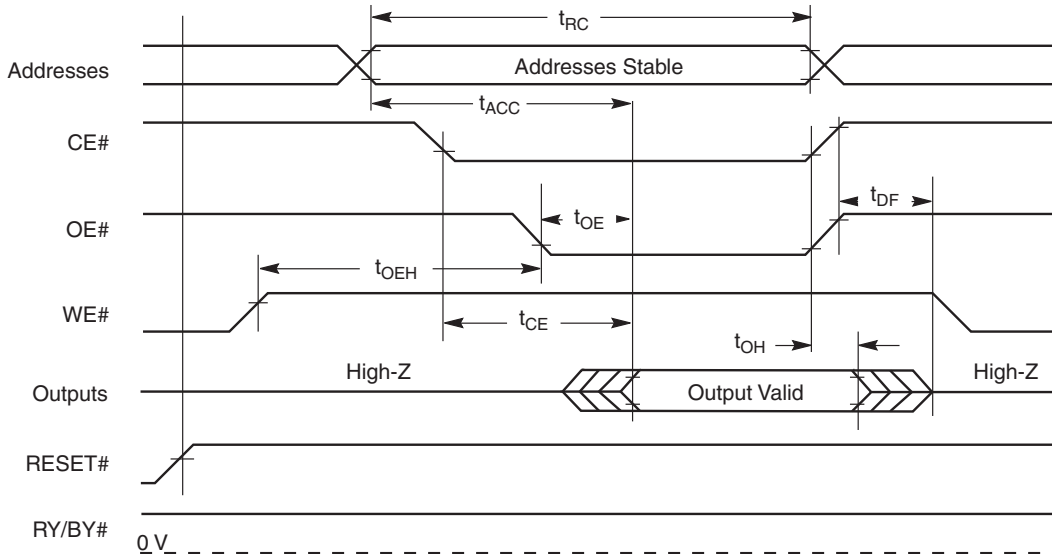 tRC
Addresses
Addresses Stable
tACC
CE#
tDF
OE#
tOE
tOEH
WE#
tCE
tOH
High-Z
High-Z
Outputs
Output Valid
RESET#
RY/BY#
0 V